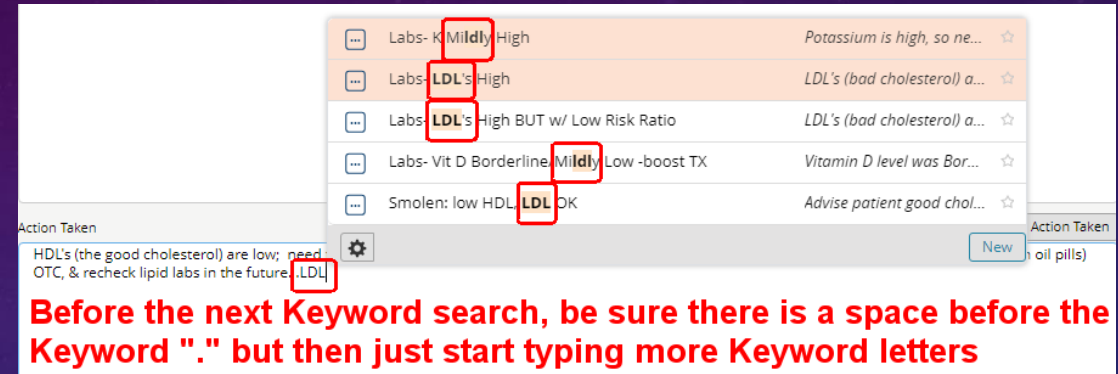 Labs- K Mildly High Potassium is high, so ne...
Labs- LDL's High LDL's (bad cholesterol) a...
Labs- LDL's High BUT w/ Low Risk Ratio LDL's (bad cholesterol) a...
Labs- Vit D Borderline/Mildly Low -boost TX Vitamin D level was Bor...
Smolen: low HDL, LDL OK Advise patient good chol...
New
Action Taken
Action Taken
HDL's (the good cholesterol) are low; need oil pills)
OTC, & recheck lipid labs in the future. .LDL
Before the next Keyword search, be sure there is a space before the
Keyword "." but then just start typing more Keyword letters